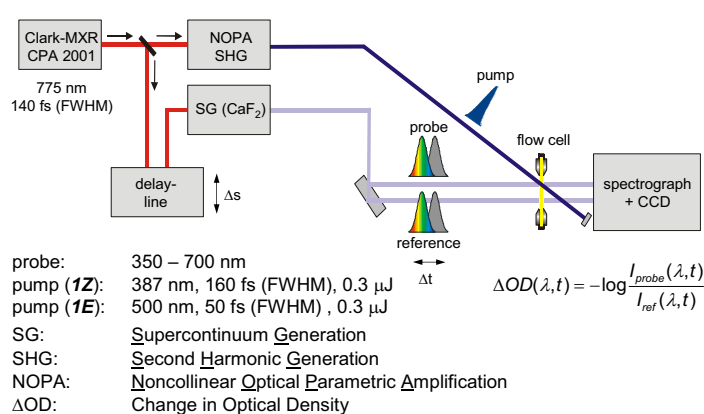 Clark-MXR
CPA 2001
NOPA
SHG
775 nm
140 fs (FWHM)
SG (CaF2)
pump
probe
flow cell
delay-
line
Δs
spectrograph
+ CCD
reference
Δt
probe: 350 – 700 nm
pump (1Z): 387 nm, 160 fs (FWHM), 0.3 μJ
pump (1E): 500 nm, 50 fs (FWHM) , 0.3 μJ
ΔOD(λ,t) = −log Iprobe(λ,t) / Iref(λ,t)
SG: Supercontinuum Generation
SHG: Second Harmonic Generation
NOPA: Noncollinear Optical Parametric Amplification
ΔOD: Change in Optical Density